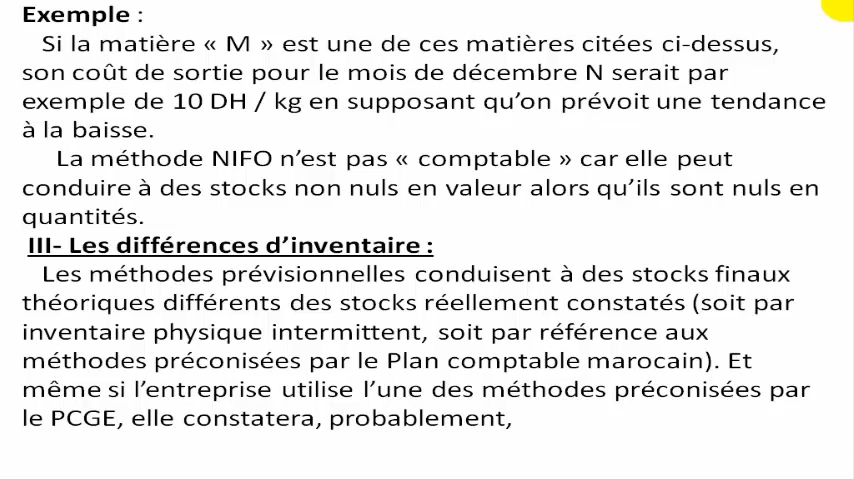 Exemple :
Si la matière « M » est une de ces matières citées ci-dessus,
son coût de sortie pour le mois de décembre N serait par
exemple de 10 DH / kg en supposant qu’on prévoit une tendance
à la baisse.
La méthode NIFO n’est pas « comptable » car elle peut
conduire à des stocks non nuls en valeur alors qu’ils sont nuls en
quantités.
III- Les différences d’inventaire :
Les méthodes prévisionnelles conduisent à des stocks finaux
théoriques différents des stocks réellement constatés (soit par
inventaire physique intermittent, soit par référence aux
méthodes préconisées par le Plan comptable marocain). Et
même si l’entreprise utilise l’une des méthodes préconisées par
le PCGE, elle constatera, probablement,